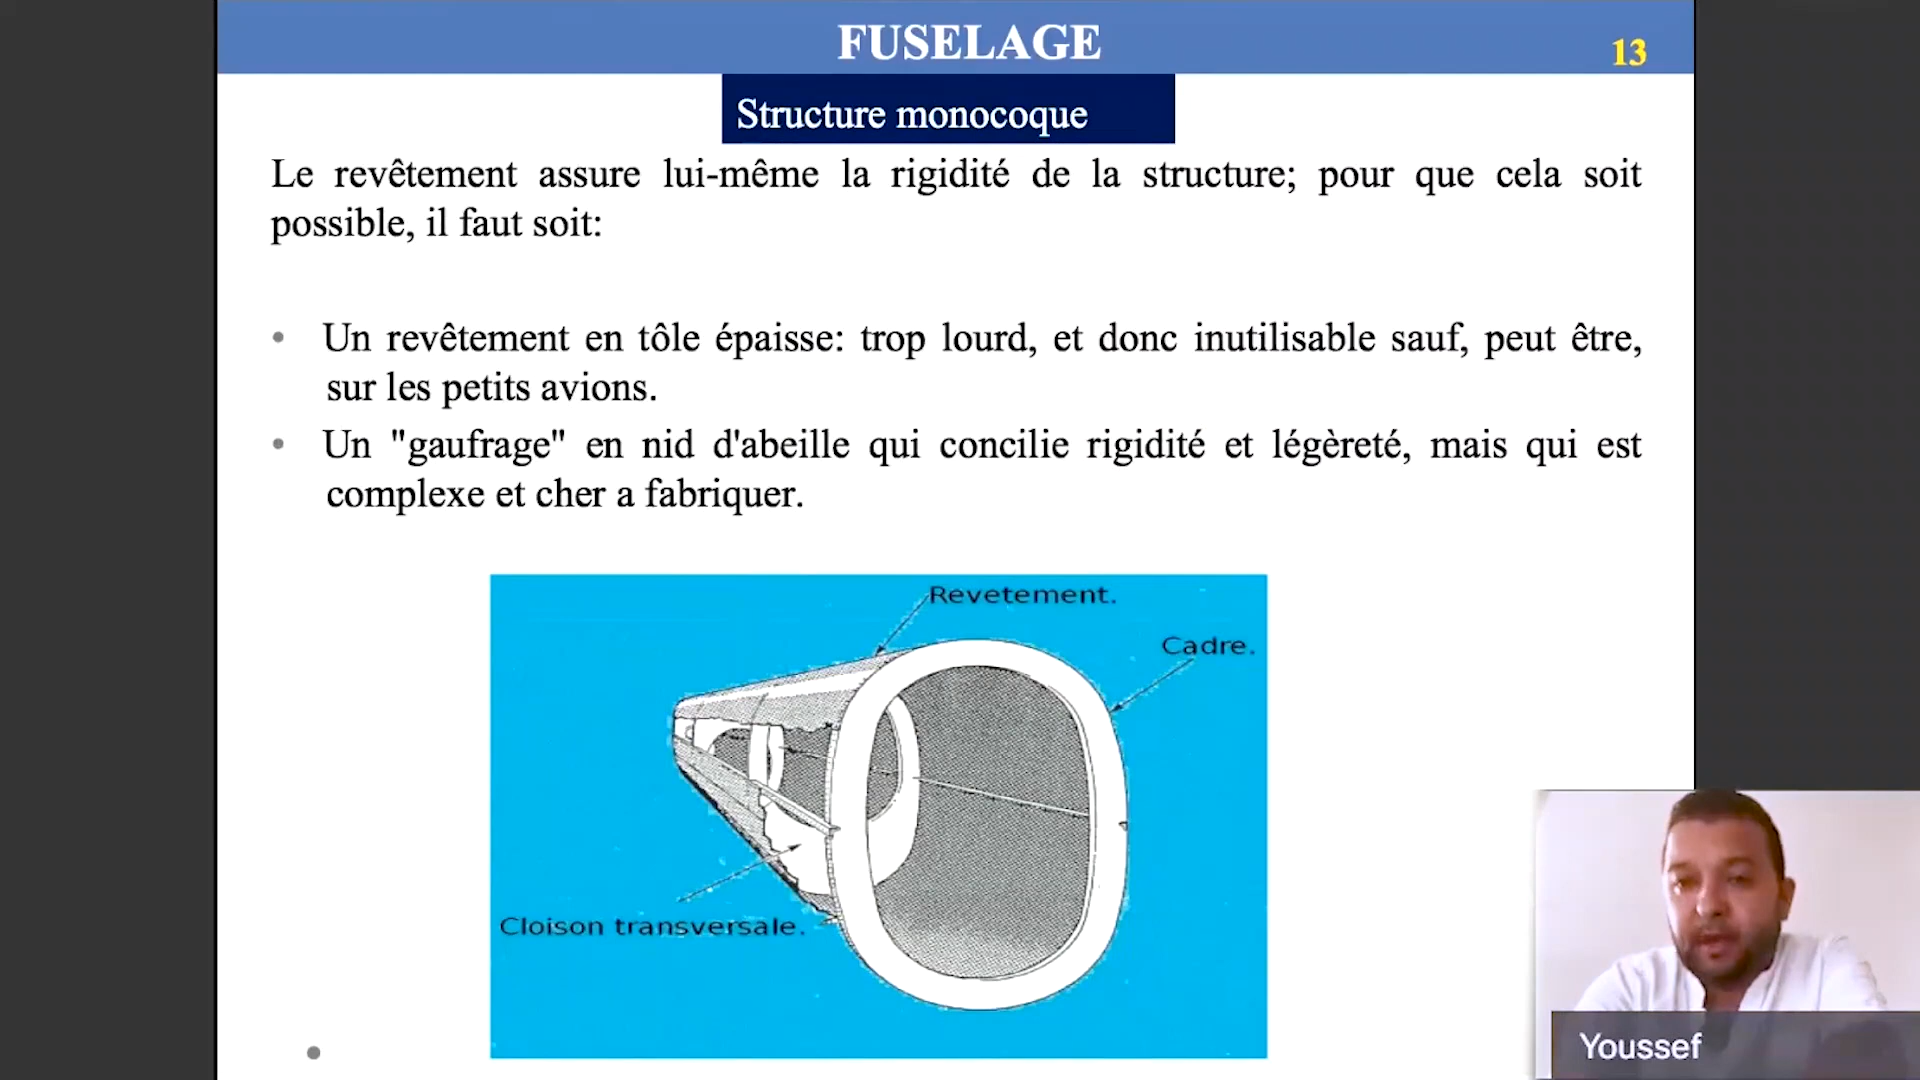 FUSELAGE
13
Structure monocoque
Le revêtement assure lui-même la rigidité de la structure; pour que cela soit
possible, il faut soit:
• Un revêtement en tôle épaisse: trop lourd, et donc inutilisable sauf, peut être,
sur les petits avions.
• Un "gaufrage" en nid d'abeille qui concilie rigidité et légèreté, mais qui est
complexe et cher a fabriquer.
Revetement.
Cadre.
Cloison transversale.
•
Youssef